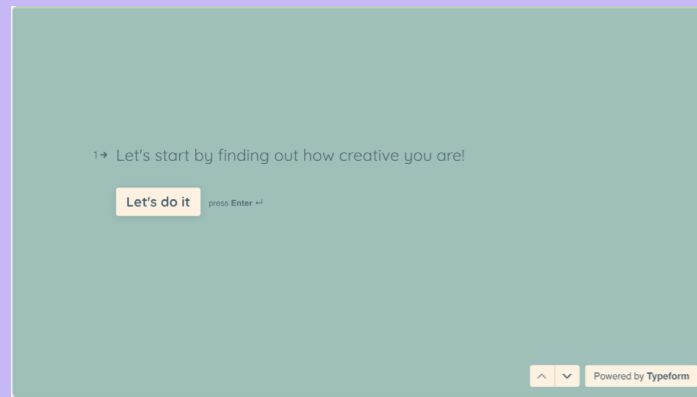 1→ Let's start by finding out how creative you are!
Let's do it press Enter ↵
Powered by Typeform